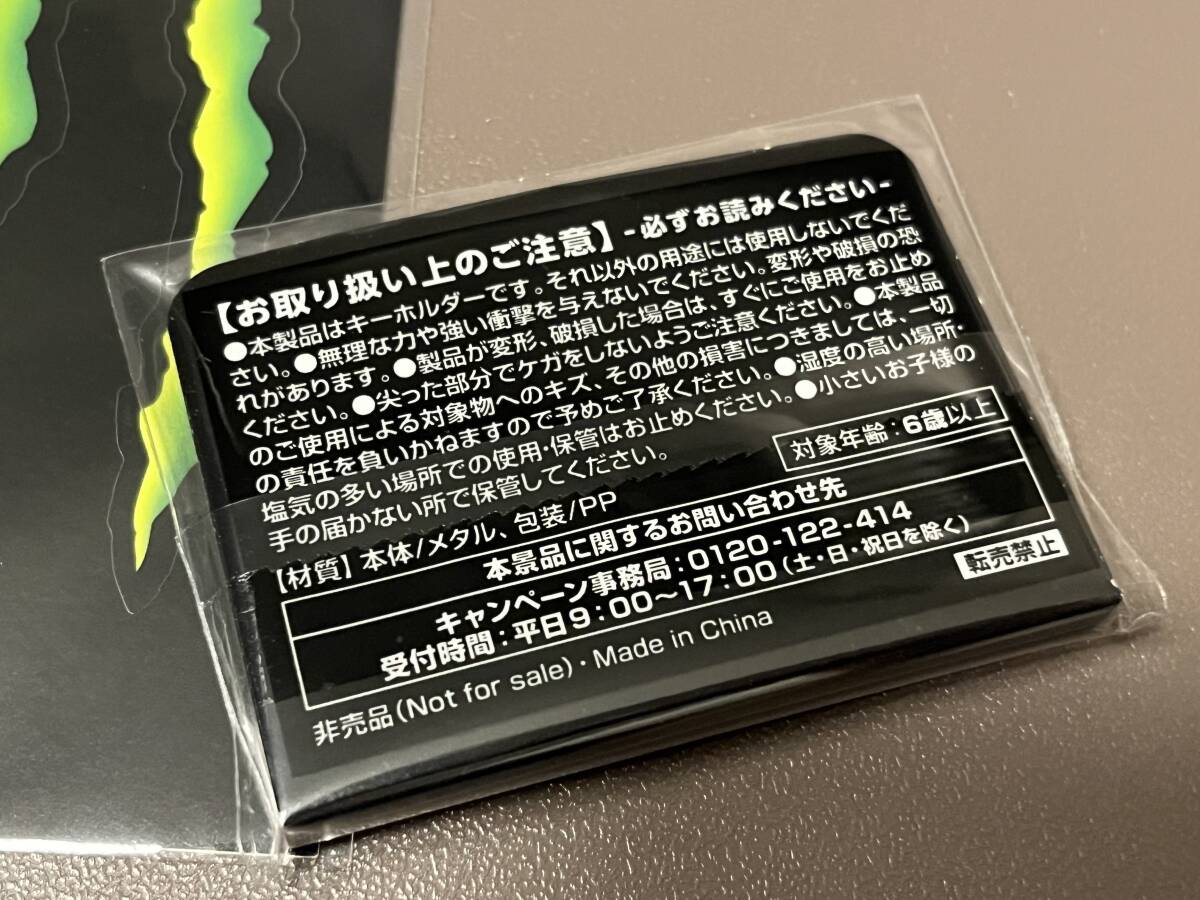 【お取り扱い上のご注意】-必ずお読みください-
●本製品はキーホルダーです。それ以外の用途には使用しないでくだ
さい。●無理な力や強い衝撃を与えないでください。変形や破損の恐
れがあります。●製品が変形、破損した場合は、すぐにご使用をお止め
ください。●尖った部分でケガをしないようご注意ください。●本製品
のご使用による対象物へのキズ、その他の損害につきましては、一切
の責任を負いかねますので予めご了承ください。●湿度の高い場所・
塩気の多い場所での使用・保管はお止めください。●小さいお子様の
手の届かない所で保管してください。
対象年齢：6歳以上
【材質】本体/メタル、包装/PP
本景品に関するお問い合わせ先
キャンペーン事務局：0120-122-414
受付時間：平日9：00～17：00（土・日・祝日を除く）
転売禁止
非売品（Not for sale）・Made in China